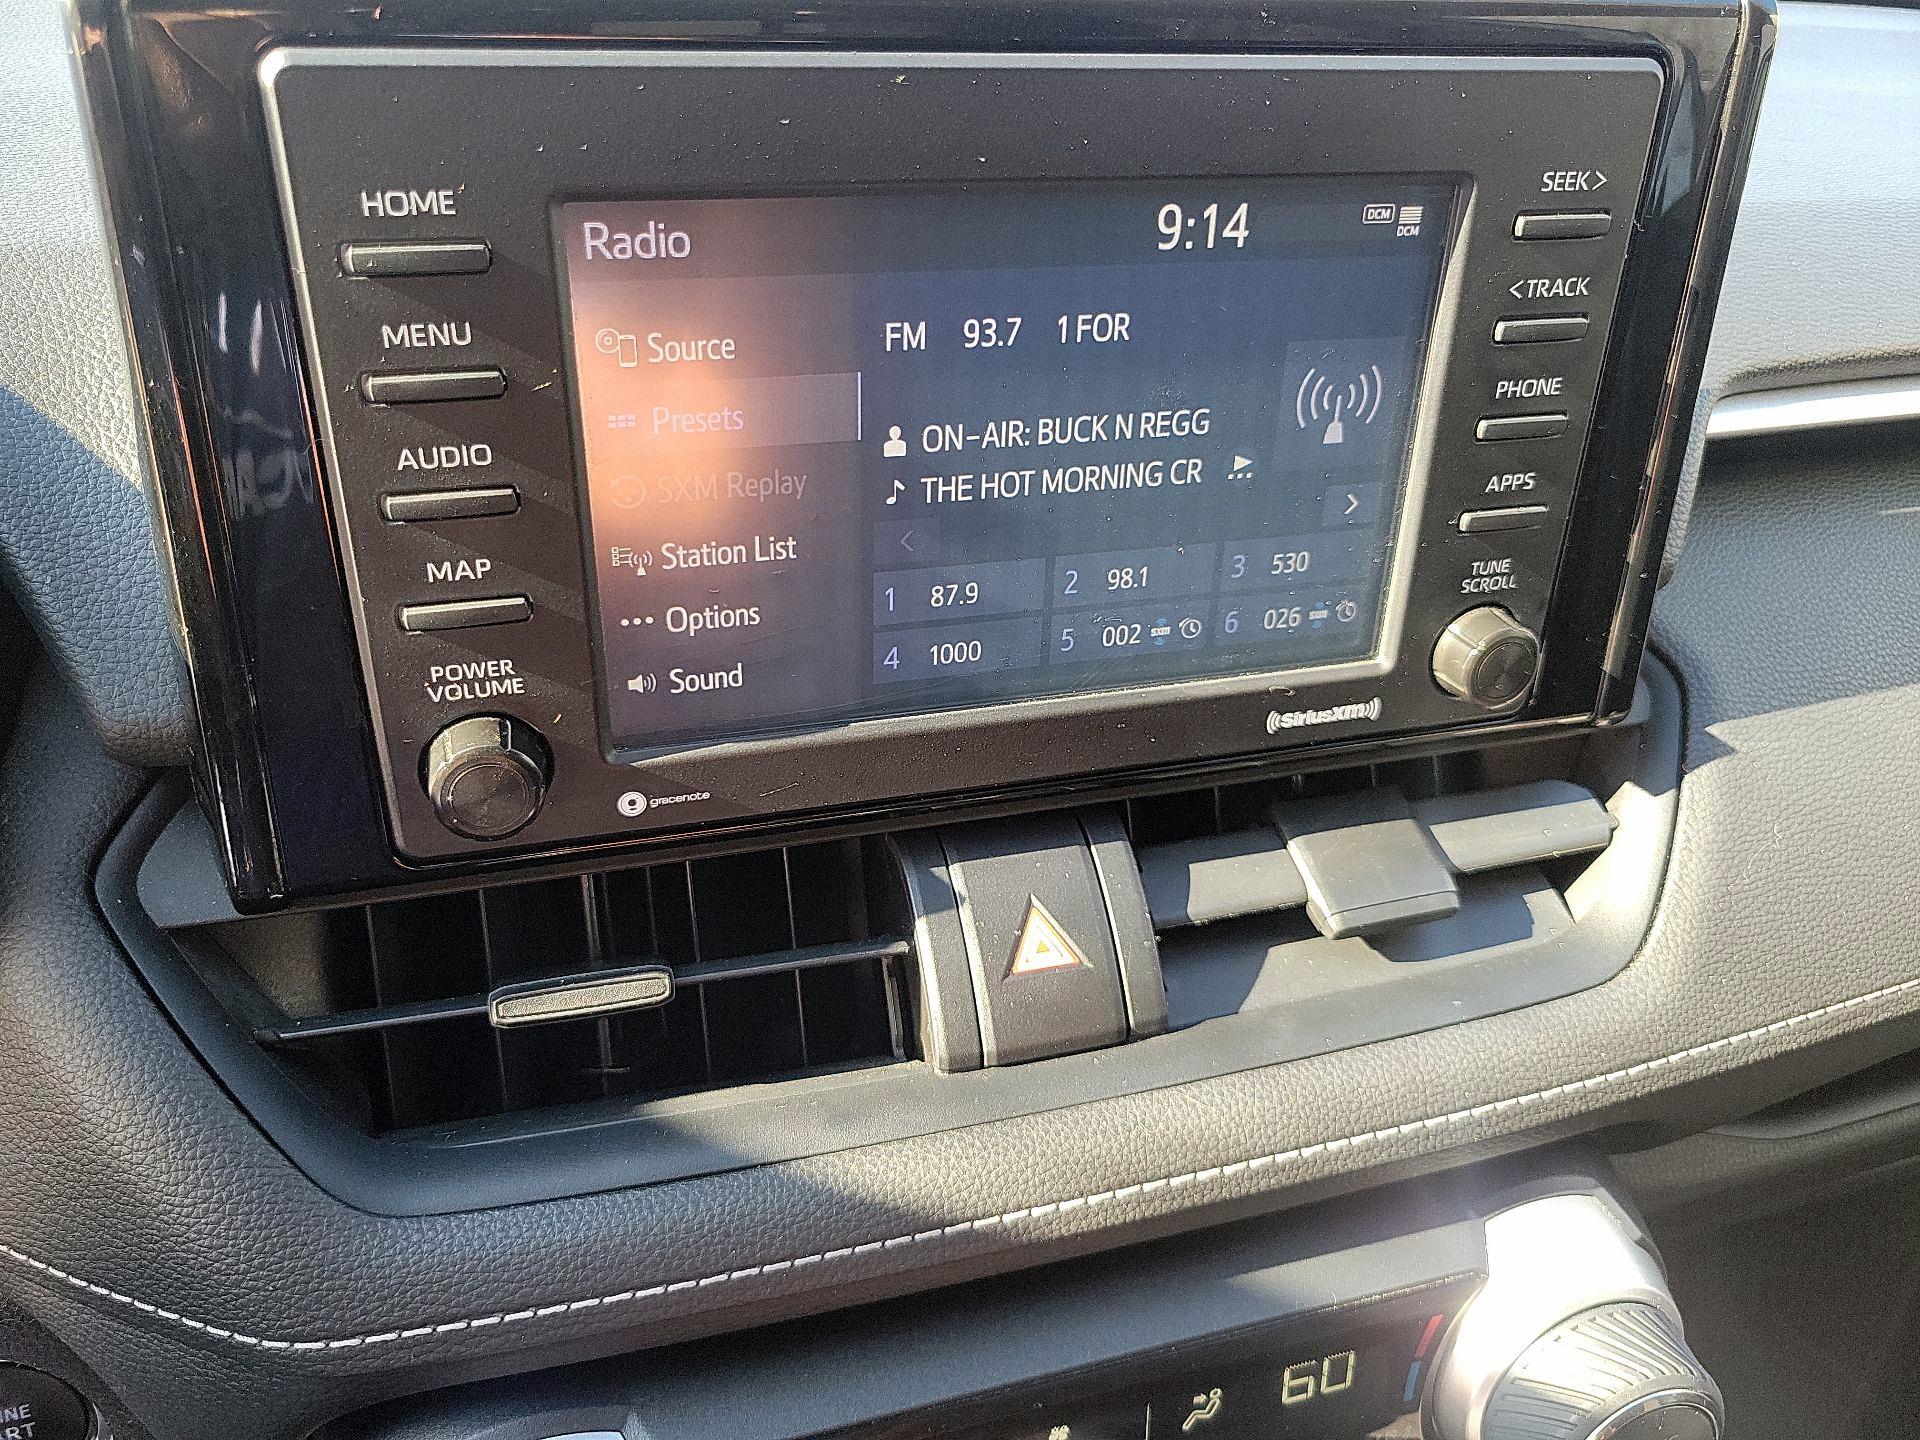 HOME
MENU
AUDIO
MAP
POWER
VOLUME
Radio
9:14
DCM
DCM
Source
Presets
SXM Replay
Station List
Options
Sound
FM 93.7 1 FOR
ON-AIR: BUCK N REGG
THE HOT MORNING CR
1 87.9
2 98.1
3 530
4 1000
5 002 sxm
6 026 sxm
SEEK>
<TRACK
PHONE
APPS
TUNE
SCROLL
gracenote
((SiriusXM))
60